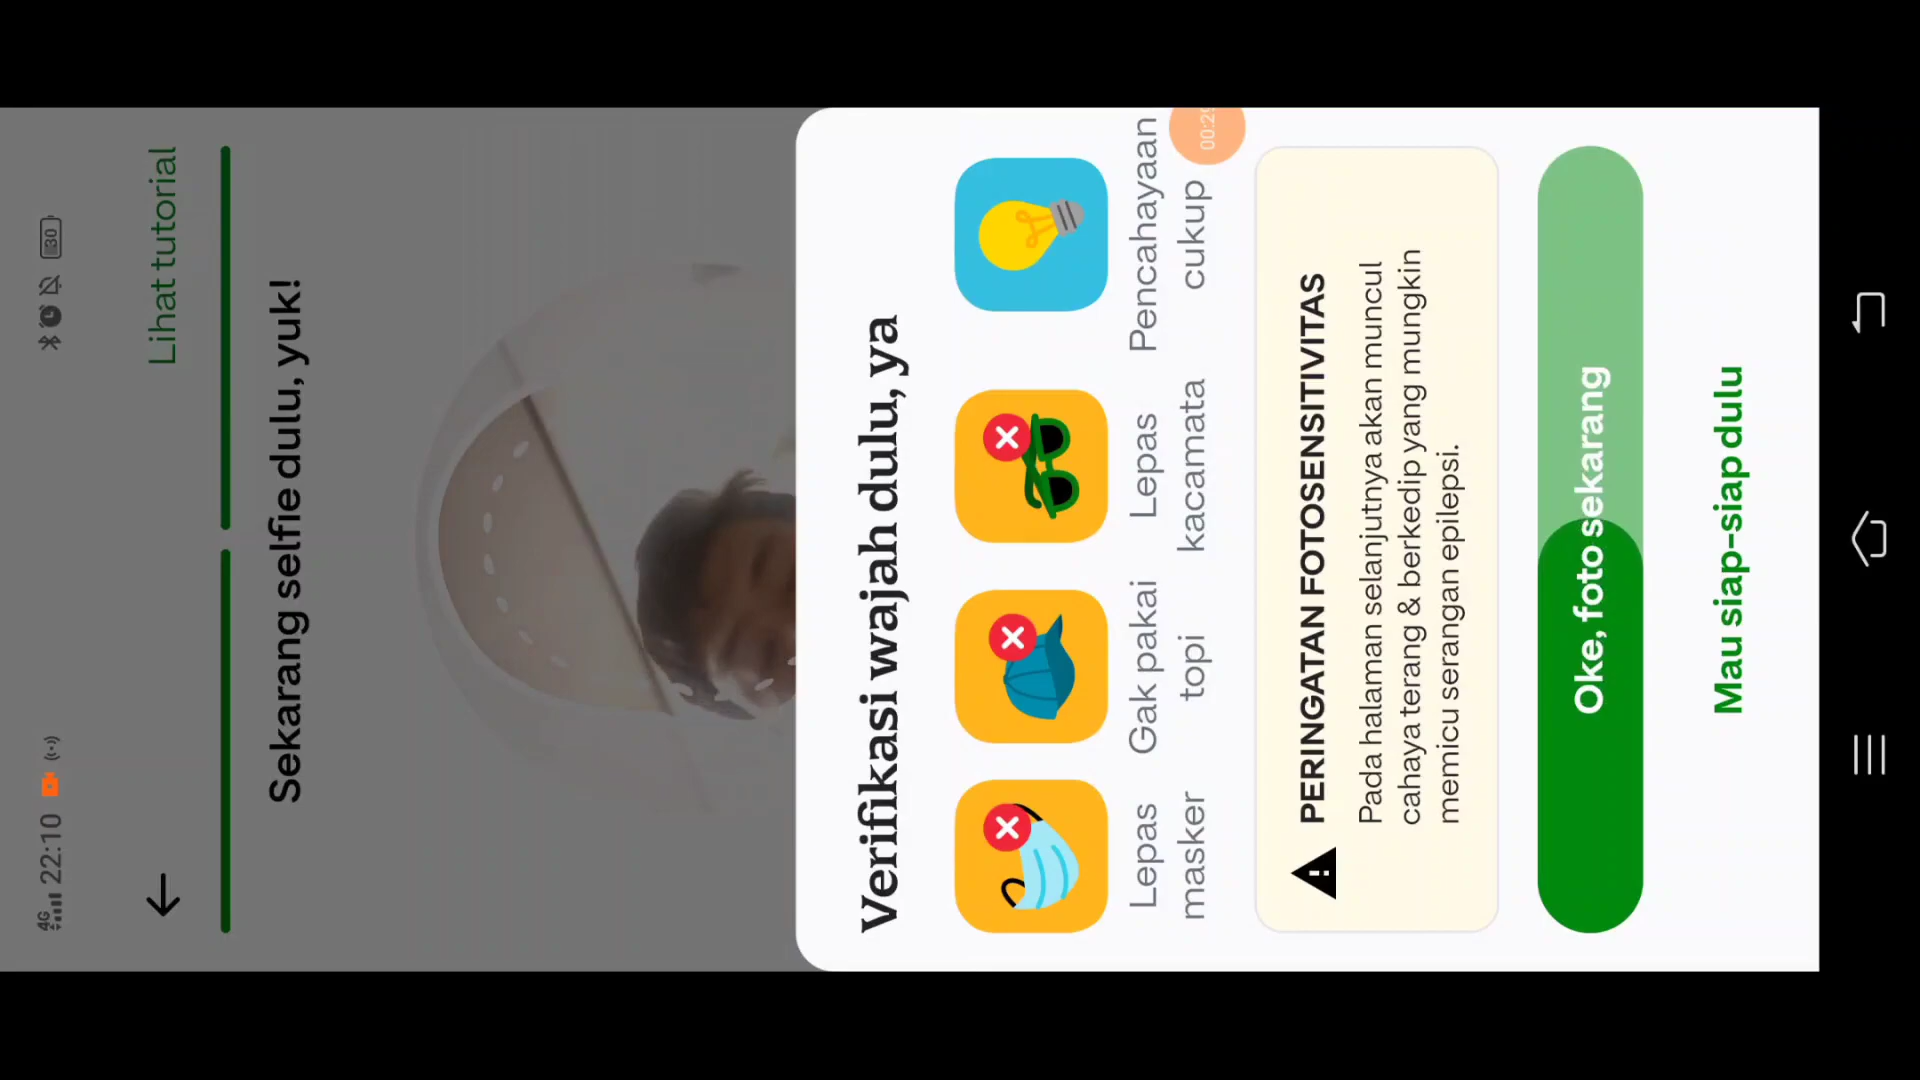 4G 22:10
30
Lihat tutorial
Sekarang selfie dulu, yuk!
Verifikasi wajah dulu, ya
Lepas
masker
Gak pakai
topi
Lepas
kacamata
Pencahayaan
cukup
PERINGATAN FOTOSENSITIVITAS
Pada halaman selanjutnya akan muncul
cahaya terang & berkedip yang mungkin
memicu serangan epilepsi.
Oke, foto sekarang
Mau siap-siap dulu